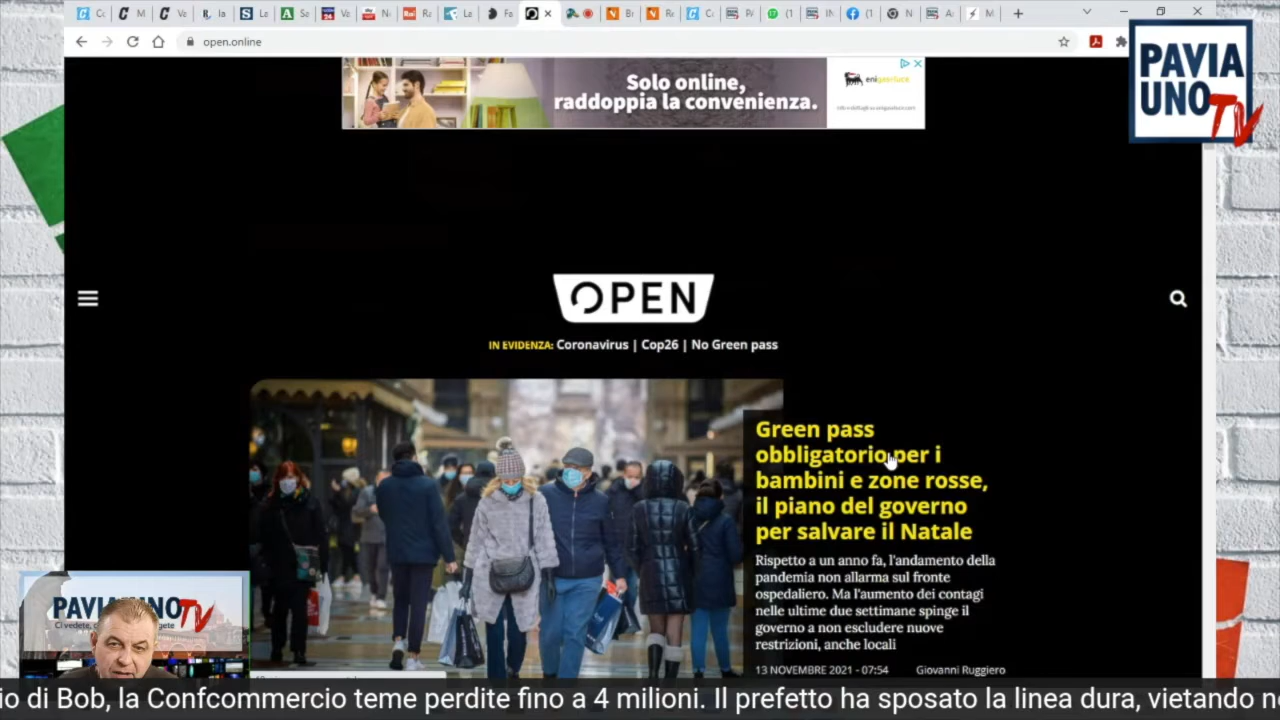 open.online
Solo online,
raddoppia la convenienza.
PAVIA
UNO
TV
OPEN
IN EVIDENZA: Coronavirus | Cop26 | No Green pass
Green pass
obbligatorio per i
bambini e zone rosse,
il piano del governo
per salvare il Natale
Rispetto a un anno fa, l'andamento della
pandemia non allarma sul fronte
ospedaliero. Ma l'aumento dei contagi
nelle ultime due settimane spinge il
governo a non escludere nuove
restrizioni, anche locali
13 NOVEMBRE 2021 - 07:54 Giovanni Ruggiero
PAVIA UNO TV
io di Bob, la Confcommercio teme perdite fino a 4 milioni. Il prefetto ha sposato la linea dura, vietando n